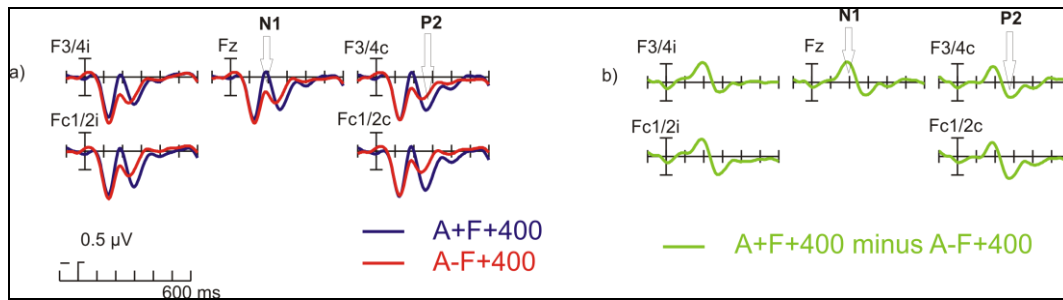 a)
F3/4i
Fz
N1
F3/4c
P2
Fc1/2i
Fc1/2c
0.5 µV
600 ms
A+F+400
A-F+400
b)
F3/4i
Fz
N1
F3/4c
P2
Fc1/2i
Fc1/2c
A+F+400 minus A-F+400